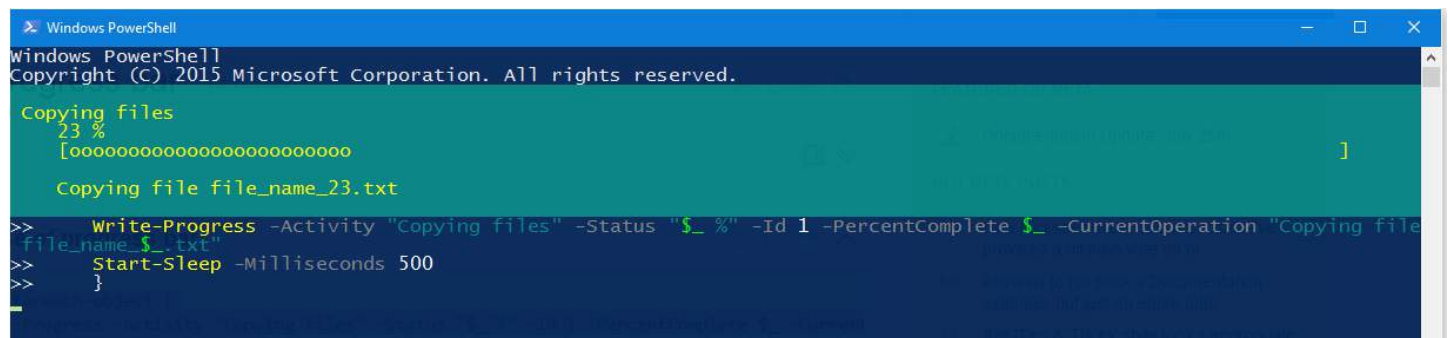 Windows PowerShell
Windows PowerShell
Copyright (C) 2015 Microsoft Corporation. All rights reserved.
Copying files
23 %
[oooooooooooooooooooooooo ]
Copying file file_name_23.txt
>> Write-Progress -Activity "Copying files" -Status "$_ %" -Id 1 -PercentComplete $_ -CurrentOperation "Copying file
file_name_$_.txt"
>> Start-Sleep -Milliseconds 500
>> }